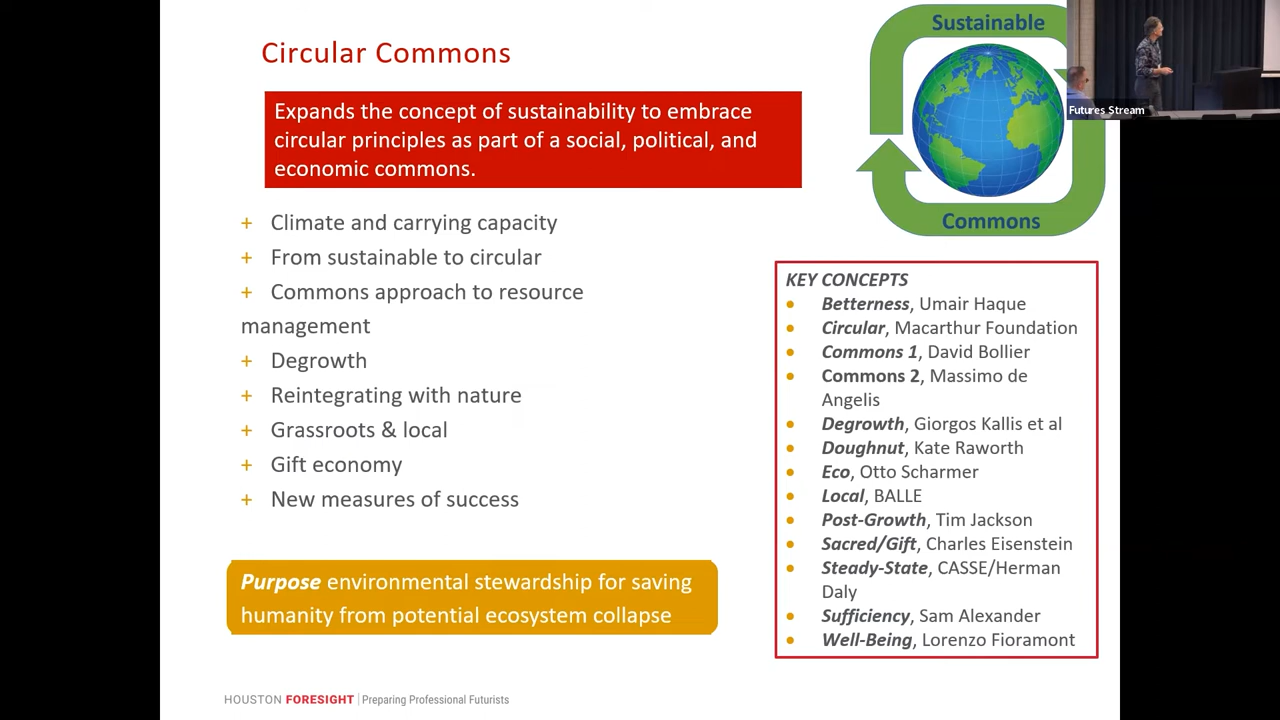 Circular Commons
Expands the concept of sustainability to embrace
circular principles as part of a social, political, and
economic commons.
+ Climate and carrying capacity
+ From sustainable to circular
+ Commons approach to resource
management
+ Degrowth
+ Reintegrating with nature
+ Grassroots & local
+ Gift economy
+ New measures of success
Purpose environmental stewardship for saving
humanity from potential ecosystem collapse
Sustainable
Commons
Futures Stream
KEY CONCEPTS
• Betterness, Umair Haque
• Circular, Macarthur Foundation
• Commons 1, David Bollier
• Commons 2, Massimo de
Angelis
• Degrowth, Giorgos Kallis et al
• Doughnut, Kate Raworth
• Eco, Otto Scharmer
• Local, BALLE
• Post-Growth, Tim Jackson
• Sacred/Gift, Charles Eisenstein
• Steady-State, CASSE/Herman
Daly
• Sufficiency, Sam Alexander
• Well-Being, Lorenzo Fioramont
HOUSTON FORESIGHT | Preparing Professional Futurists